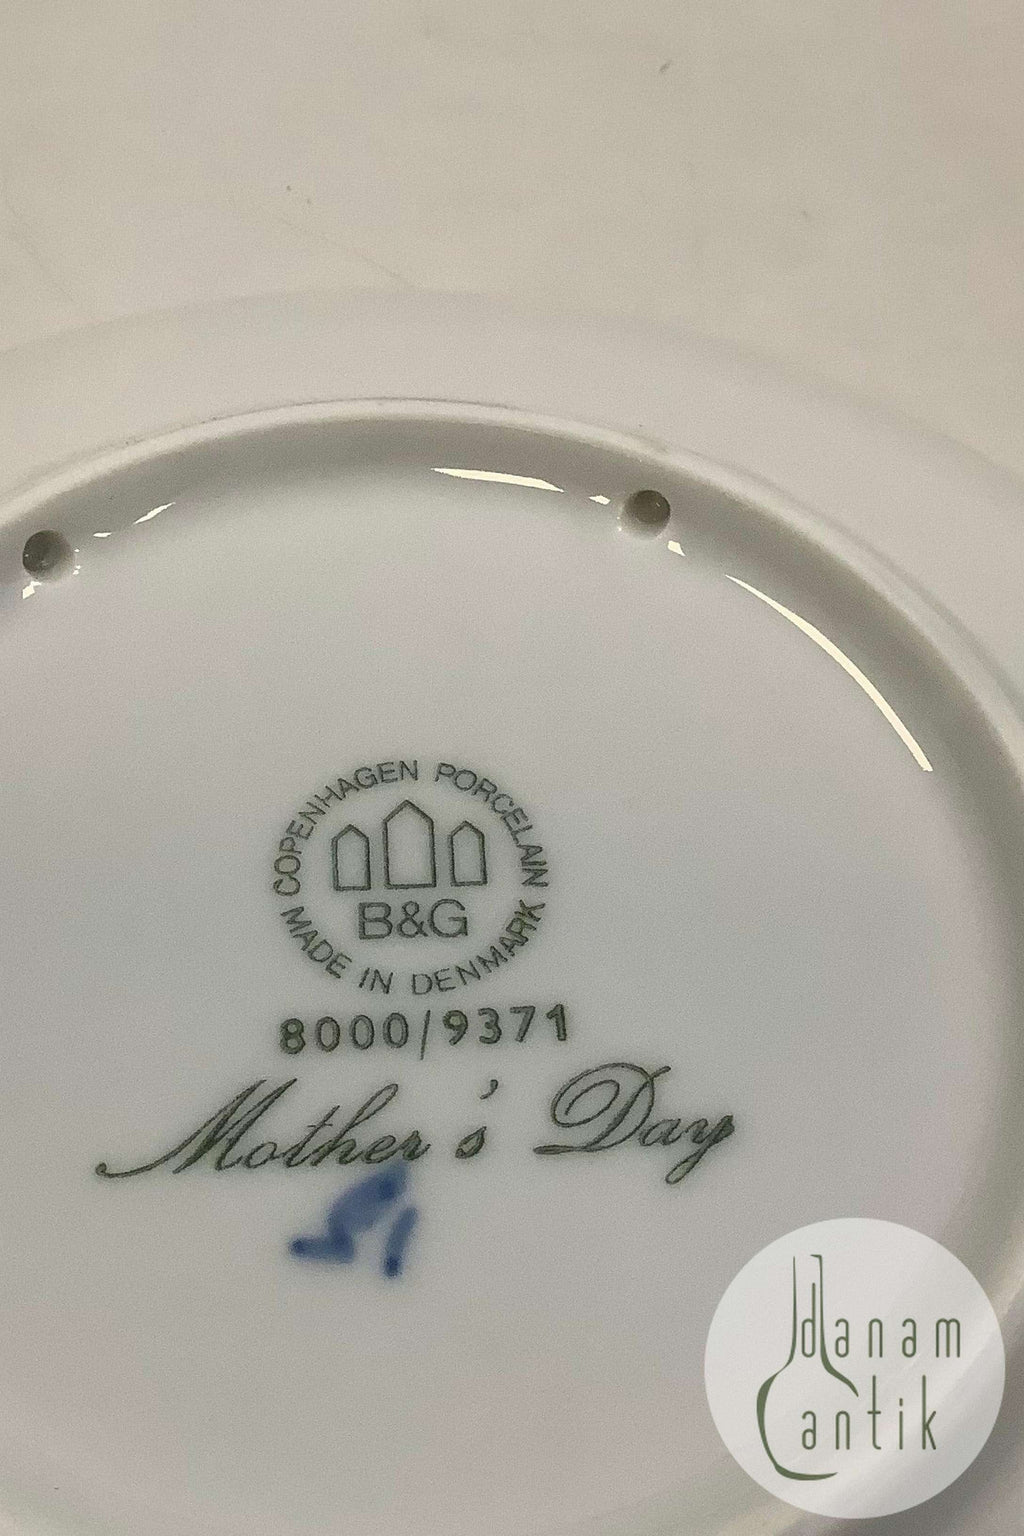 COPENHAGEN PORCELAIN
B&G
MADE IN DENMARK
8000/9371
Mother's Day
danam
antik